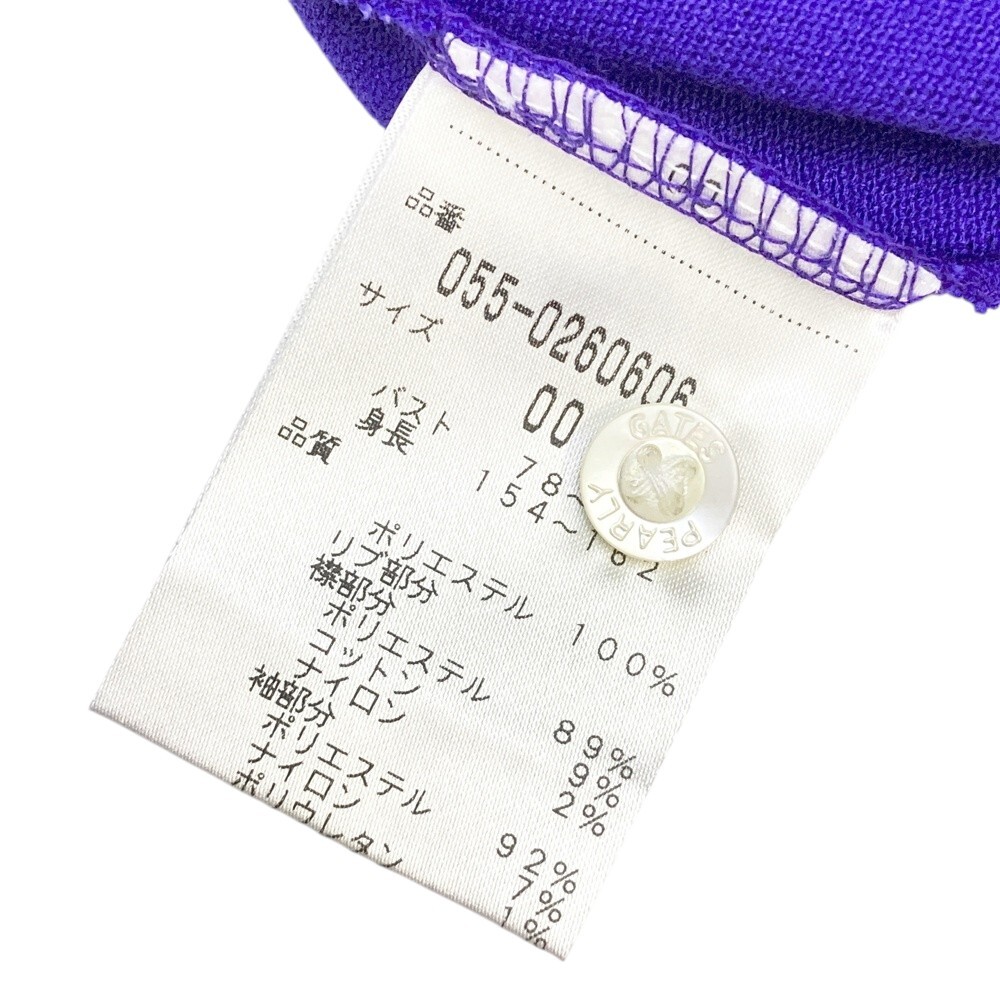 00
品番
055-0260606
サイズ
00
バスト 78~
身長 154~162
品質
ポリエステル 100%
リブ部分
襟部分
ポリエステル 89%
コットン 9%
ナイロン 2%
袖部分
ポリエステル 92%
ナイロン 7%
ポリウレタン 1%
GATES
PEARLY